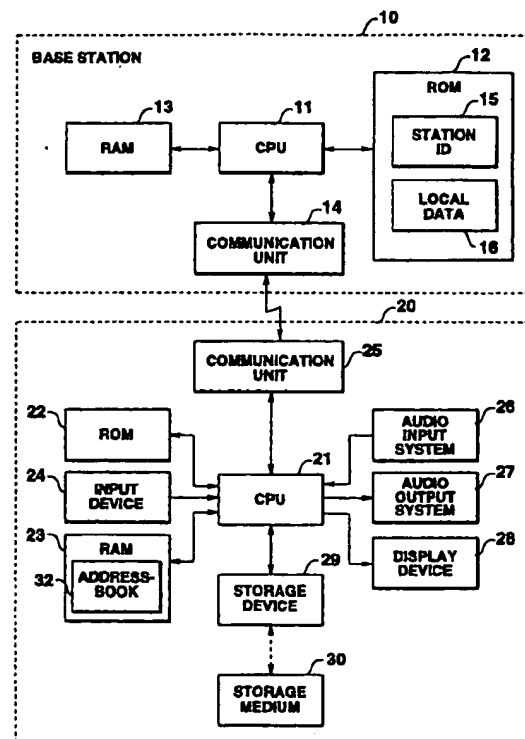 10
BASE STATION
12
ROM
13
RAM
11
CPU
15
STATION
ID
LOCAL
DATA
16
14
COMMUNICATION
UNIT
20
COMMUNICATION
UNIT
25
22
ROM
24
INPUT
DEVICE
23
RAM
32
ADDRESS-
BOOK
21
CPU
26
AUDIO
INPUT
SYSTEM
27
AUDIO
OUTPUT
SYSTEM
28
DISPLAY
DEVICE
29
STORAGE
DEVICE
30
STORAGE
MEDIUM